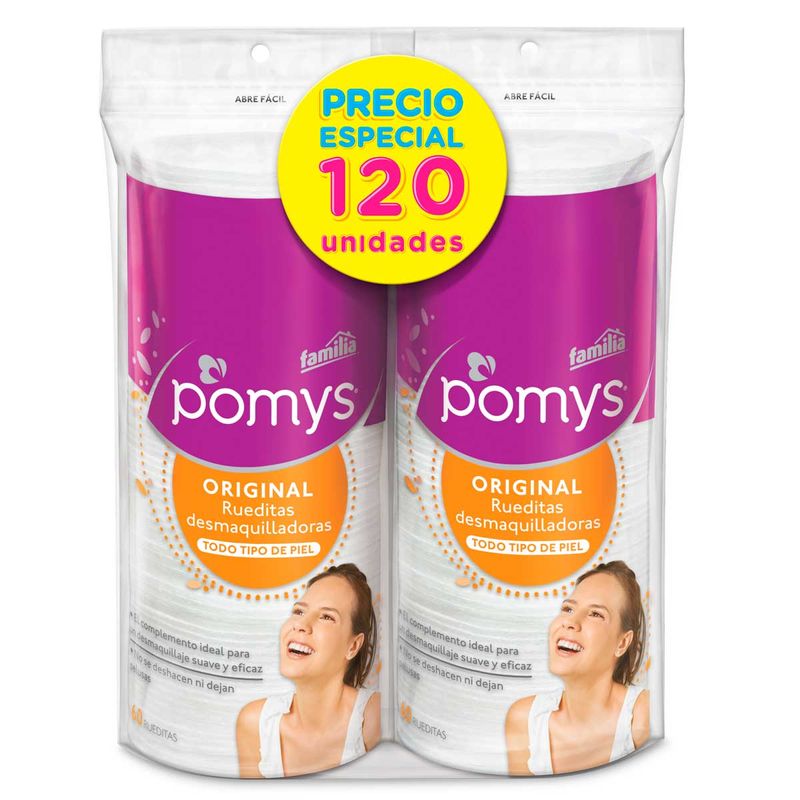 ABRE FÁCIL
ABRE FÁCIL
PRECIO
ESPECIAL
120
unidades
familia
pomys
ORIGINAL
Rueditas
desmaquilladoras
TODO TIPO DE PIEL
• El complemento ideal para
un desmaquillaje suave y eficaz
• No se deshacen ni dejan
pelusas
60 RUEDITAS
familia
pomys
ORIGINAL
Rueditas
desmaquilladoras
TODO TIPO DE PIEL
• El complemento ideal para
un desmaquillaje suave y eficaz
• No se deshacen ni dejan
pelusas
60 RUEDITAS